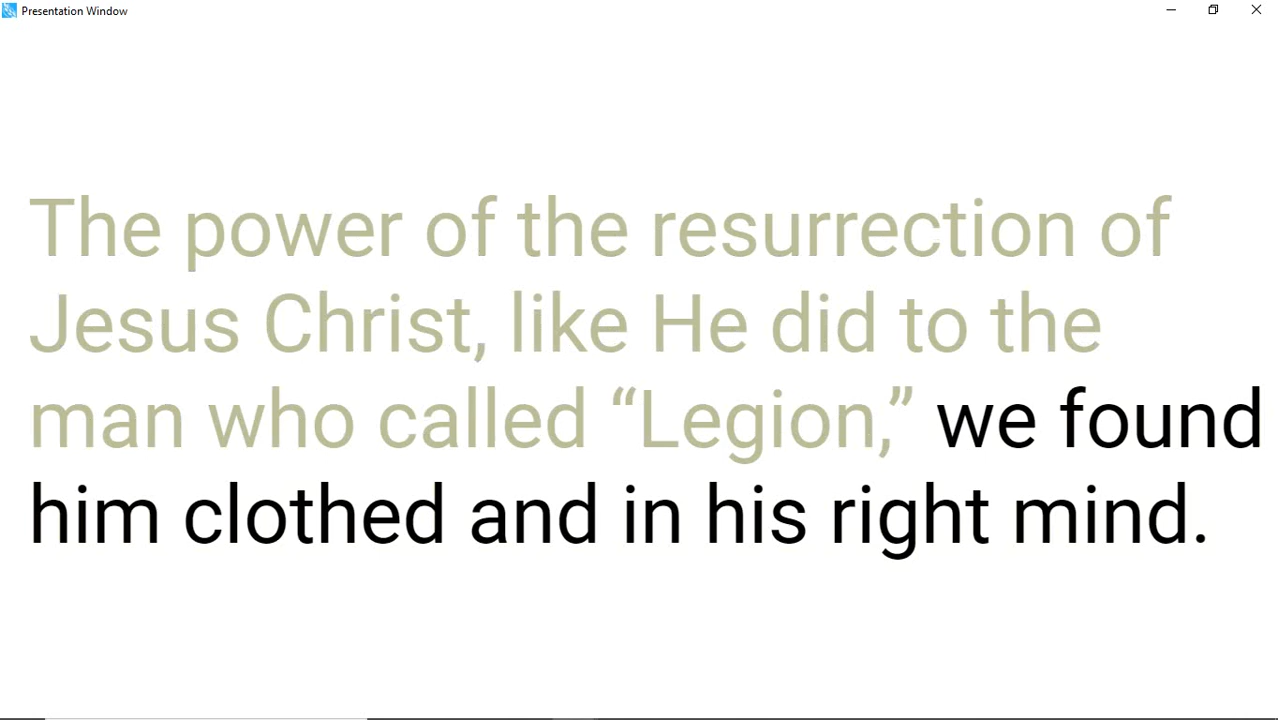 Presentation Window
The power of the resurrection of
Jesus Christ, like He did to the
man who called “Legion,” we found
him clothed and in his right mind.